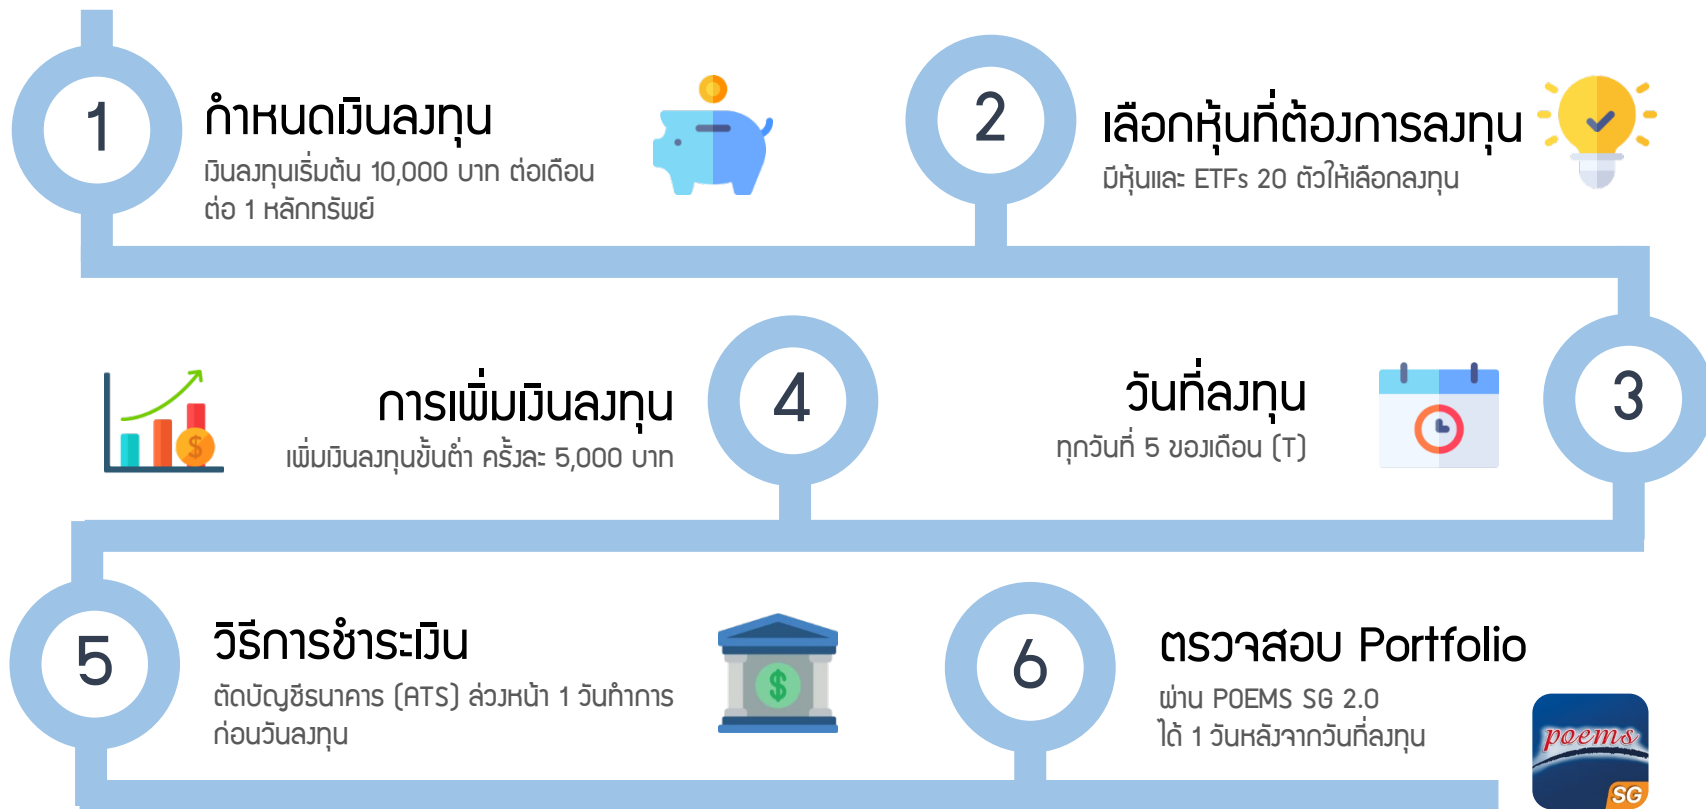 1
กำหนดเงินลงทุน
เงินลงทุนเริ่มต้น 10,000 บาท ต่อเดือน
ต่อ 1 หลักทรัพย์
2
เลือกหุ้นที่ต้องการลงทุน
มีหุ้นและ ETFs 20 ตัวให้เลือกลงทุน
3
วันที่ลงทุน
ทุกวันที่ 5 ของเดือน (T)
4
การเพิ่มเงินลงทุน
เพิ่มเงินลงทุนขั้นต่ำ ครั้งละ 5,000 บาท
5
วิธีการชำระเงิน
ตัดบัญชีธนาคาร (ATS) ล่วงหน้า 1 วันทำการ
ก่อนวันลงทุน
6
ตรวจสอบ Portfolio
ผ่าน POEMS SG 2.0
ได้ 1 วันหลังจากวันที่ลงทุน
poems
SG